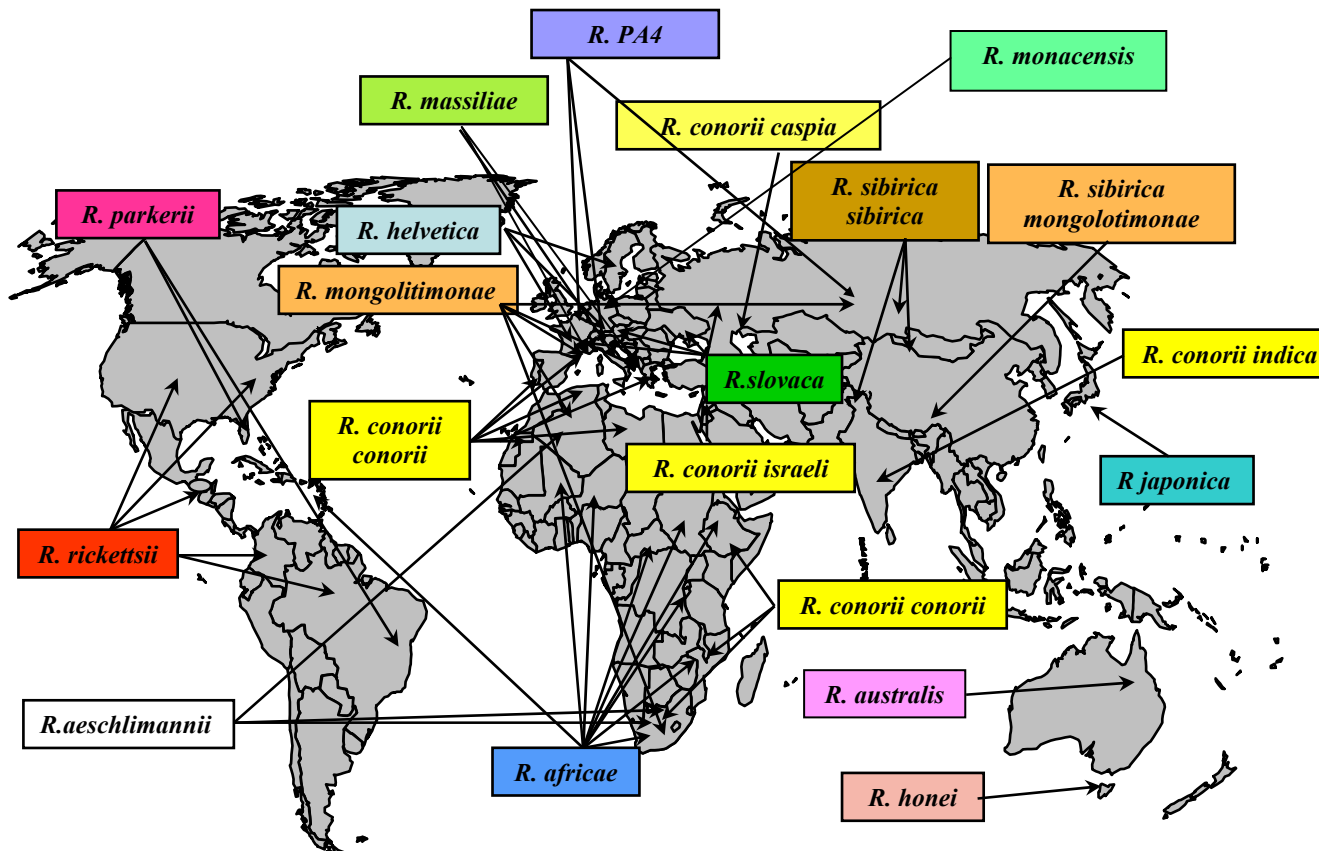 R. PA4
R. monacensis
R. massiliae
R. conorii caspia
R. sibirica
sibirica
R. sibirica
mongolotimonae
R. parkerii
R. helvetica
R. mongolitimonae
R. conorii indica
R.slovaca
R. conorii
conorii
R. conorii israeli
R japonica
R. rickettsii
R. conorii conorii
R. australis
R.aeschlimannii
R. africae
R. honei